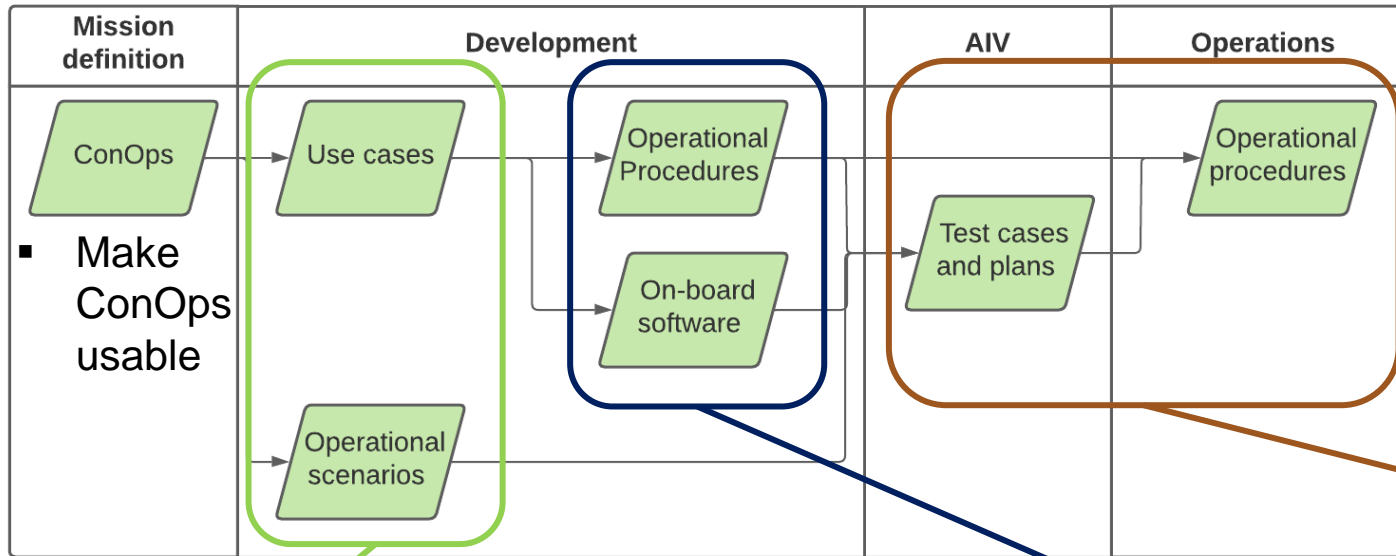 Mission
definition
Development
AIV
Operations
ConOps
Use cases
Operational
Procedures
Operational
procedures
Test cases
and plans
▪ Make
ConOps
usable
On-board
software
Operational
scenarios